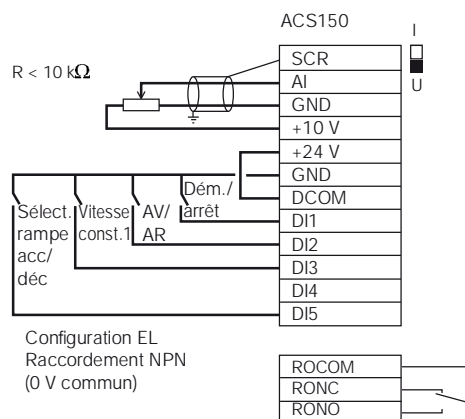 ACS150
I
U
R < 10 kΩ
SCR
AI
GND
+10 V
+24 V
GND
DCOM
DI1
DI2
DI3
DI4
DI5
Dém./
arrêt
AV/
AR
Vitesse
const.1
Sélect.
rampe
acc/
déc
Configuration EL
Raccordement NPN
(0 V commun)
ROCOM
RONC
RONO